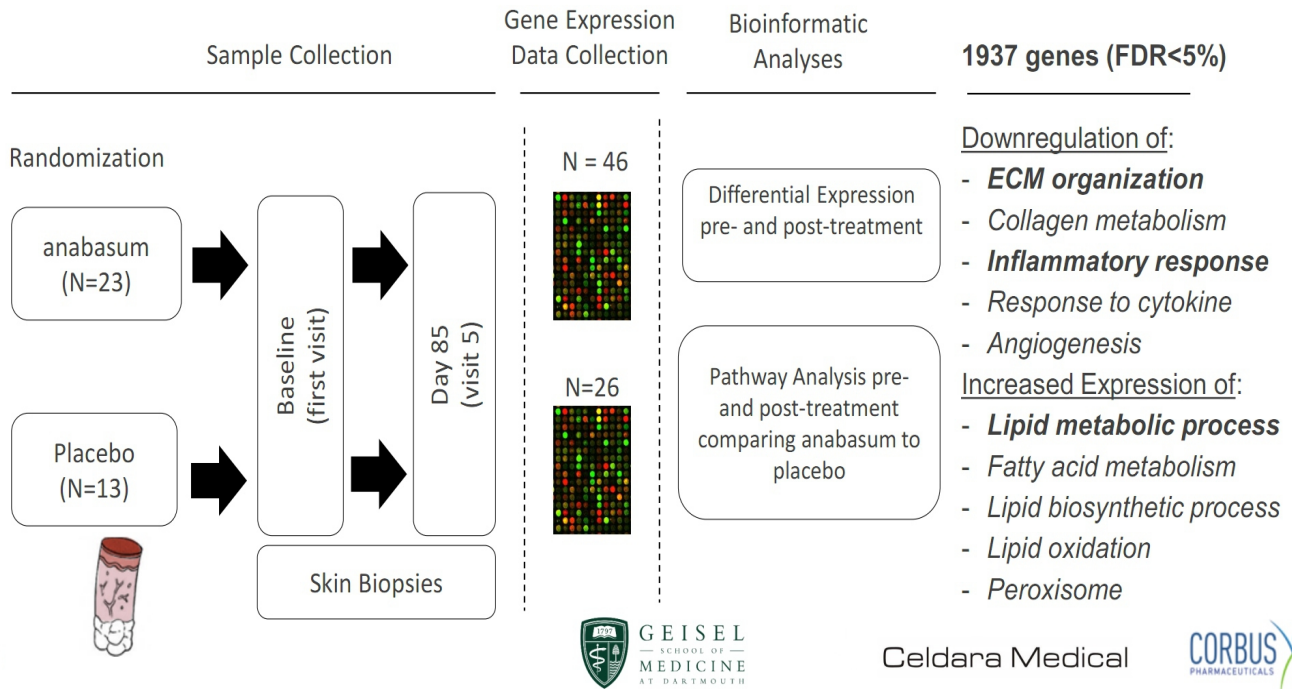 Sample Collection
Gene Expression
Data Collection
Bioinformatic
Analyses
1937 genes (FDR<5%)
Randomization
anabasum
(N=23)
Placebo
(N=13)
Baseline
(first visit)
Day 85
(visit 5)
Skin Biopsies
N = 46
N=26
Differential Expression
pre- and post-treatment
Pathway Analysis pre-
and post-treatment
comparing anabasum to
placebo
Downregulation of:
- ECM organization
- Collagen metabolism
- Inflammatory response
- Response to cytokine
- Angiogenesis
Increased Expression of:
- Lipid metabolic process
- Fatty acid metabolism
- Lipid biosynthetic process
- Lipid oxidation
- Peroxisome
1797
GEISEL
SCHOOL OF
MEDICINE
AT DARTMOUTH
Celdara Medical
CORBUS
PHARMACEUTICALS